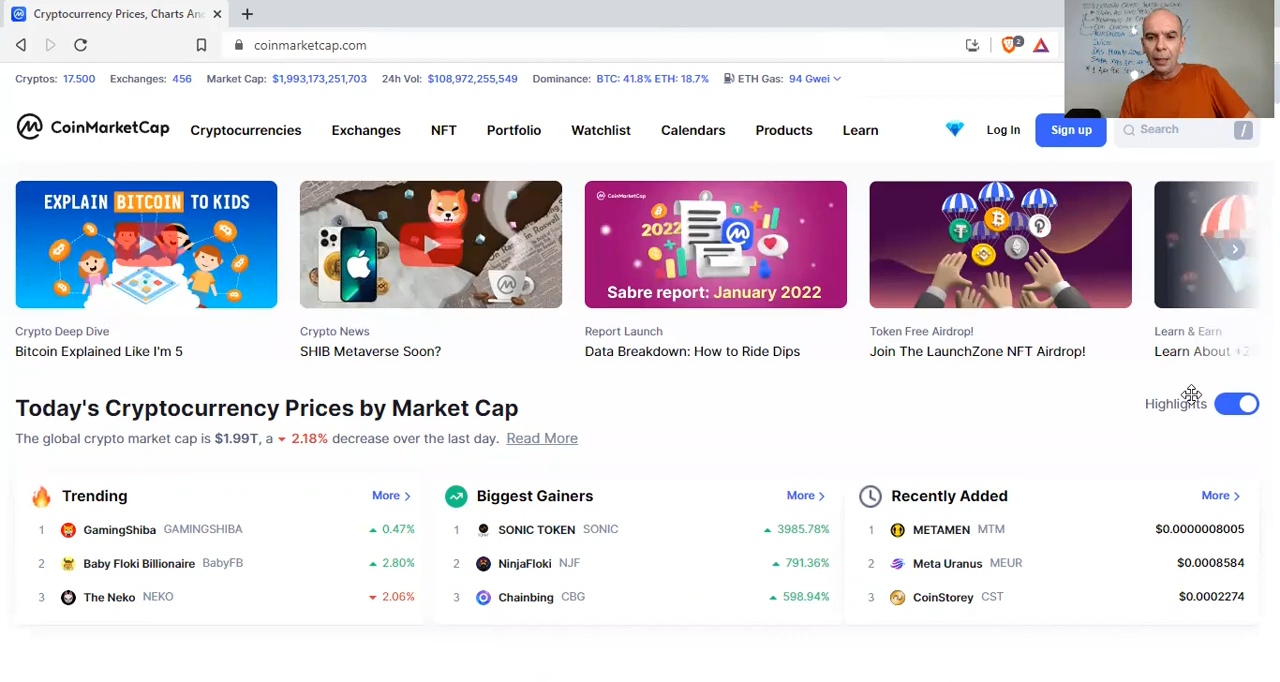 Cryptocurrency Prices, Charts And
coinmarketcap.com
2
Cryptos: 17.500 Exchanges: 456 Market Cap: $1,993,173,251,703 24h Vol: $108,972,255,549 Dominance: BTC: 41.8% ETH: 18.7% ETH Gas: 94 Gwei
CoinMarketCap Cryptocurrencies Exchanges NFT Portfolio Watchlist Calendars Products Learn Log In Sign up Search /
EXPLAIN BITCOIN TO KIDS
CoinMarketCap
2022
Sabre report: January 2022
Crypto Deep Dive
Bitcoin Explained Like I'm 5
Crypto News
SHIB Metaverse Soon?
Report Launch
Data Breakdown: How to Ride Dips
Token Free Airdrop!
Join The LaunchZone NFT Airdrop!
Learn & Earn
Learn About
Today's Cryptocurrency Prices by Market Cap
Highlights
The global crypto market cap is $1.99T, a 2.18% decrease over the last day. Read More
Trending More
1 GamingShiba GAMINGSHIBA 0.47%
2 Baby Floki Billionaire BabyFB 2.80%
3 The Neko NEKO 2.06%
Biggest Gainers More
1 SONIC TOKEN SONIC 3985.78%
2 NinjaFloki NJF 791.36%
3 Chainbing CBG 598.94%
Recently Added More
1 METAMEN MTM $0.0000008005
2 Meta Uranus MEUR $0.0008584
3 CoinStorey CST $0.0002274